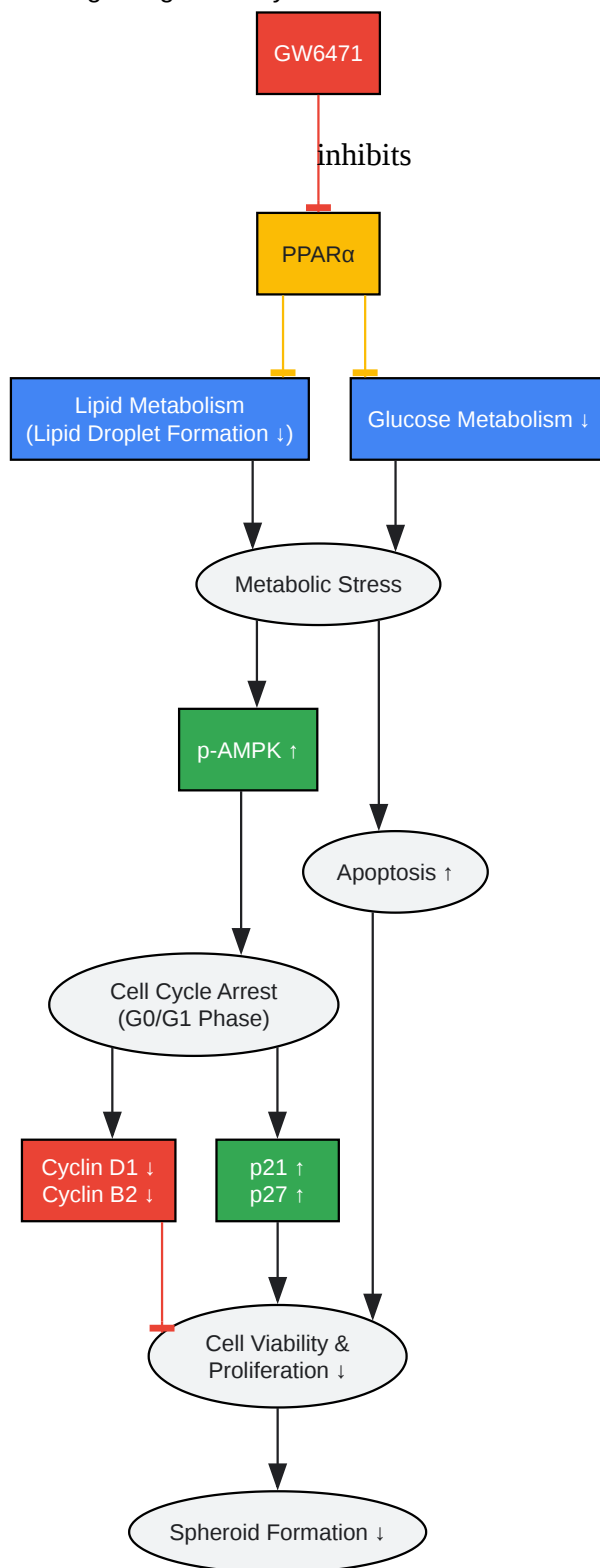 GW6471
inhibits
PPARα
Lipid Metabolism
(Lipid Droplet Formation ↓)
Glucose Metabolism ↓
Metabolic Stress
p-AMPK ↑
Apoptosis ↑
Cell Cycle Arrest
(G0/G1 Phase)
Cyclin D1 ↓
Cyclin B2 ↓
p21 ↑
p27 ↑
Cell Viability &
Proliferation ↓
Spheroid Formation ↓